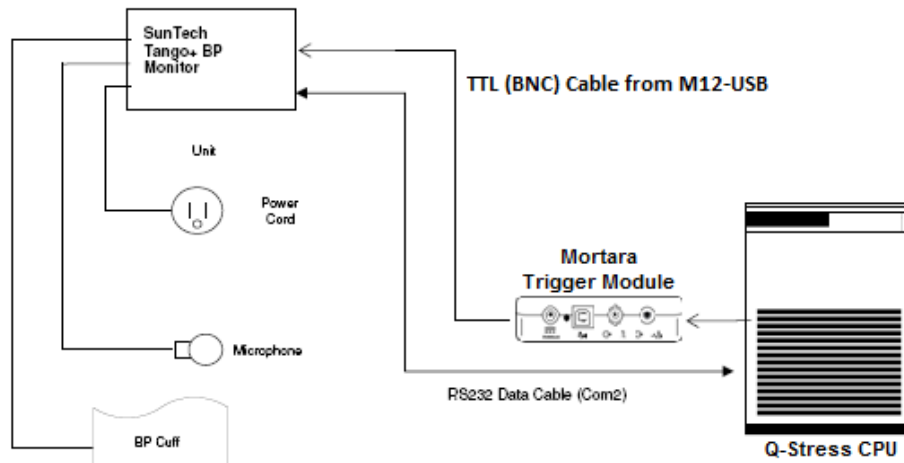 SunTech
Tango+ BP
Monitor
TTL (BNC) Cable from M12-USB
Unit
Power
Cord
Mortara
Trigger Module
Microphone
RS232 Data Cable (Com2)
BP Cuff
Q-Stress CPU